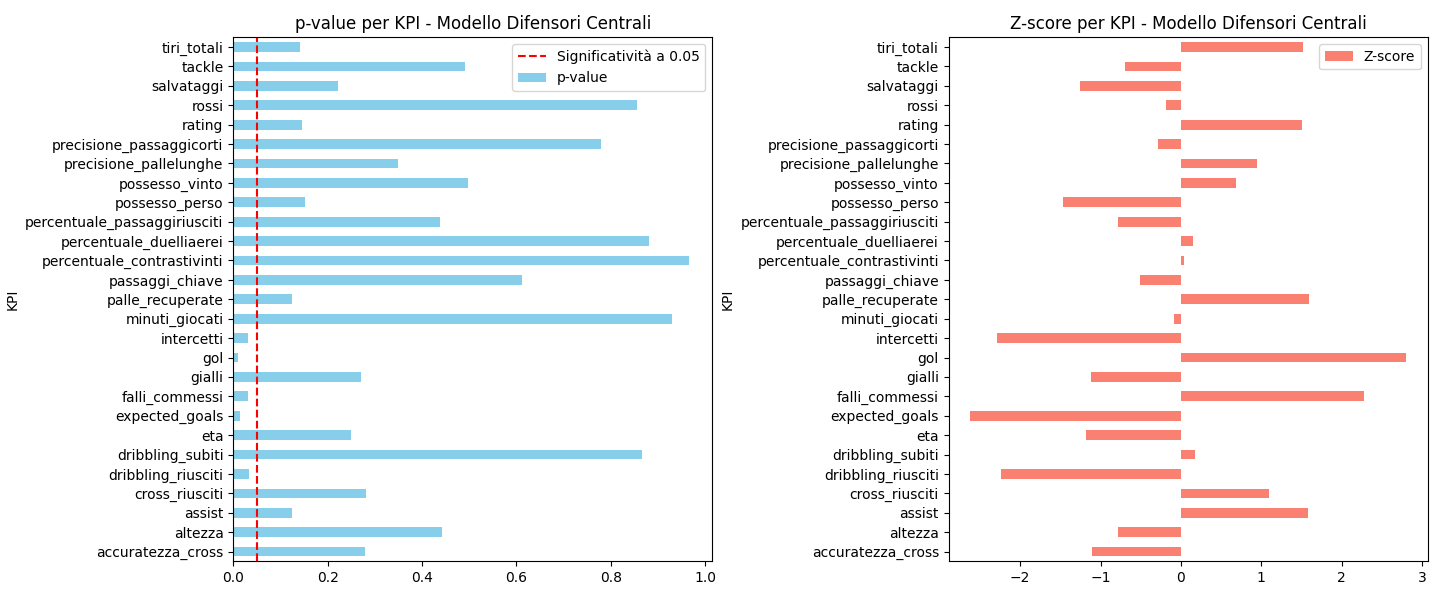 p-value per KPI - Modello Difensori Centrali
tiri_totali
tackle
salvataggi
rossi
rating
precisione_passaggicorti
precisione_pallelunghe
possesso_vinto
possesso_perso
percentuale_passaggiriusciti
percentuale_duelliaerei
percentuale_contrastivinti
passaggi_chiave
palle_recuperate
minuti_giocati
intercetti
gol
gialli
falli_commessi
expected_goals
eta
dribbling_subiti
dribbling_riusciti
cross_riusciti
assist
altezza
accuratezza_cross
KPI
Significatività a 0.05
p-value
0.0 0.2 0.4 0.6 0.8 1.0
Z-score per KPI - Modello Difensori Centrali
tiri_totali
tackle
salvataggi
rossi
rating
precisione_passaggicorti
precisione_pallelunghe
possesso_vinto
possesso_perso
percentuale_passaggiriusciti
percentuale_duelliaerei
percentuale_contrastivinti
passaggi_chiave
palle_recuperate
minuti_giocati
intercetti
gol
gialli
falli_commessi
expected_goals
eta
dribbling_subiti
dribbling_riusciti
cross_riusciti
assist
altezza
accuratezza_cross
KPI
Z-score
−2 −1 0 1 2 3